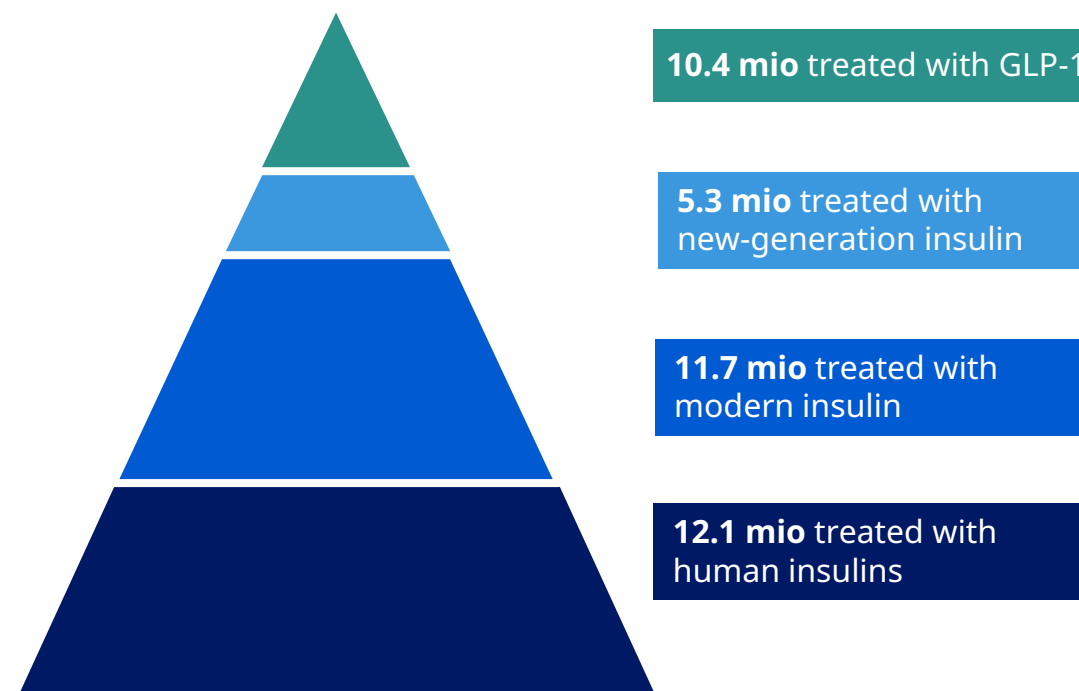 10.4 mio treated with GLP-1
5.3 mio treated with
new-generation insulin
11.7 mio treated with
modern insulin
12.1 mio treated with
human insulins